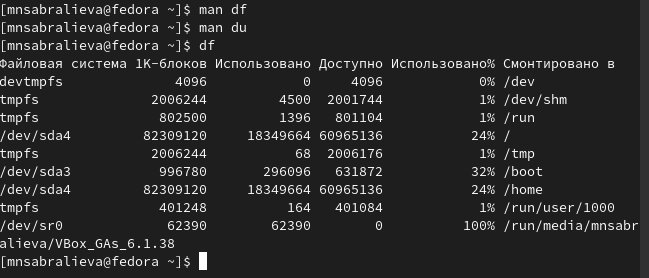 [mnsabralieva@fedora ~]$ man df
[mnsabralieva@fedora ~]$ man du
[mnsabralieva@fedora ~]$ df
Файловая система 1K-блоков Использовано Доступно Использовано% Смонтировано в
devtmpfs 4096 0 4096 0% /dev
tmpfs 2006244 4500 2001744 1% /dev/shm
tmpfs 802500 1396 801104 1% /run
/dev/sda4 82309120 18349664 60965136 24% /
tmpfs 2006244 68 2006176 1% /tmp
/dev/sda3 996780 296096 631872 32% /boot
/dev/sda4 82309120 18349664 60965136 24% /home
tmpfs 401248 164 401084 1% /run/user/1000
/dev/sr0 62390 62390 0 100% /run/media/mnsabr
alieva/VBox_GAs_6.1.38
[mnsabralieva@fedora ~]$